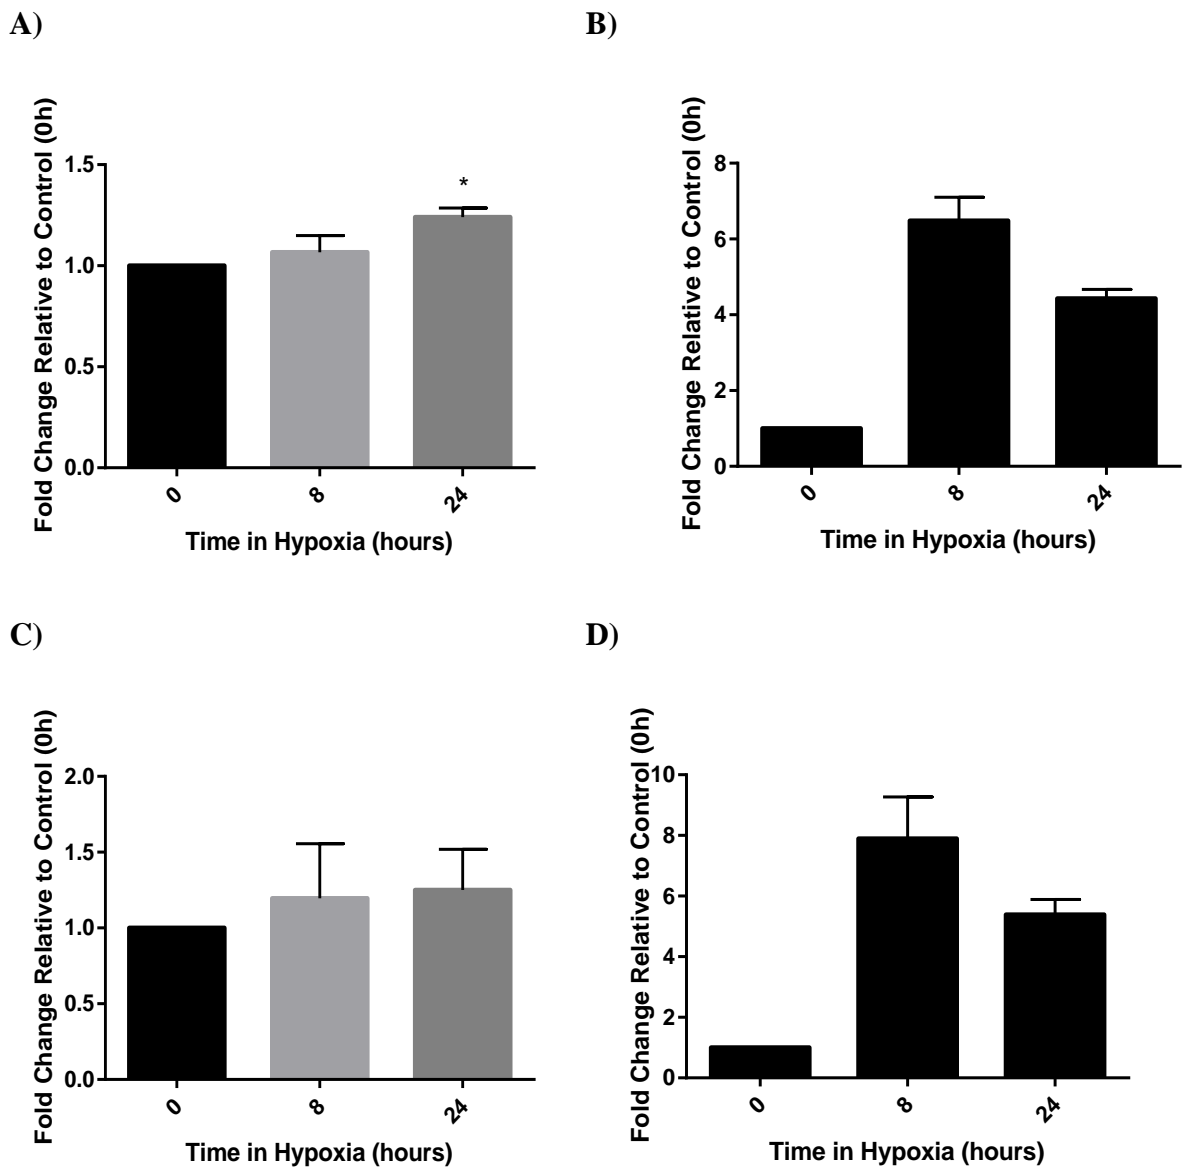 A)
Fold Change Relative to Control (0h)
1.5
1.0
0.5
0.0
*
0
8
24
Time in Hypoxia (hours)
B)
Fold Change Relative to Control (0h)
8
6
4
2
0
0
8
24
Time in Hypoxia (hours)
C)
Fold Change Relative to Control (0h)
2.0
1.5
1.0
0.5
0.0
0
8
24
Time in Hypoxia (hours)
D)
Fold Change Relative to Control (0h)
10
8
6
4
2
0
0
8
24
Time in Hypoxia (hours)